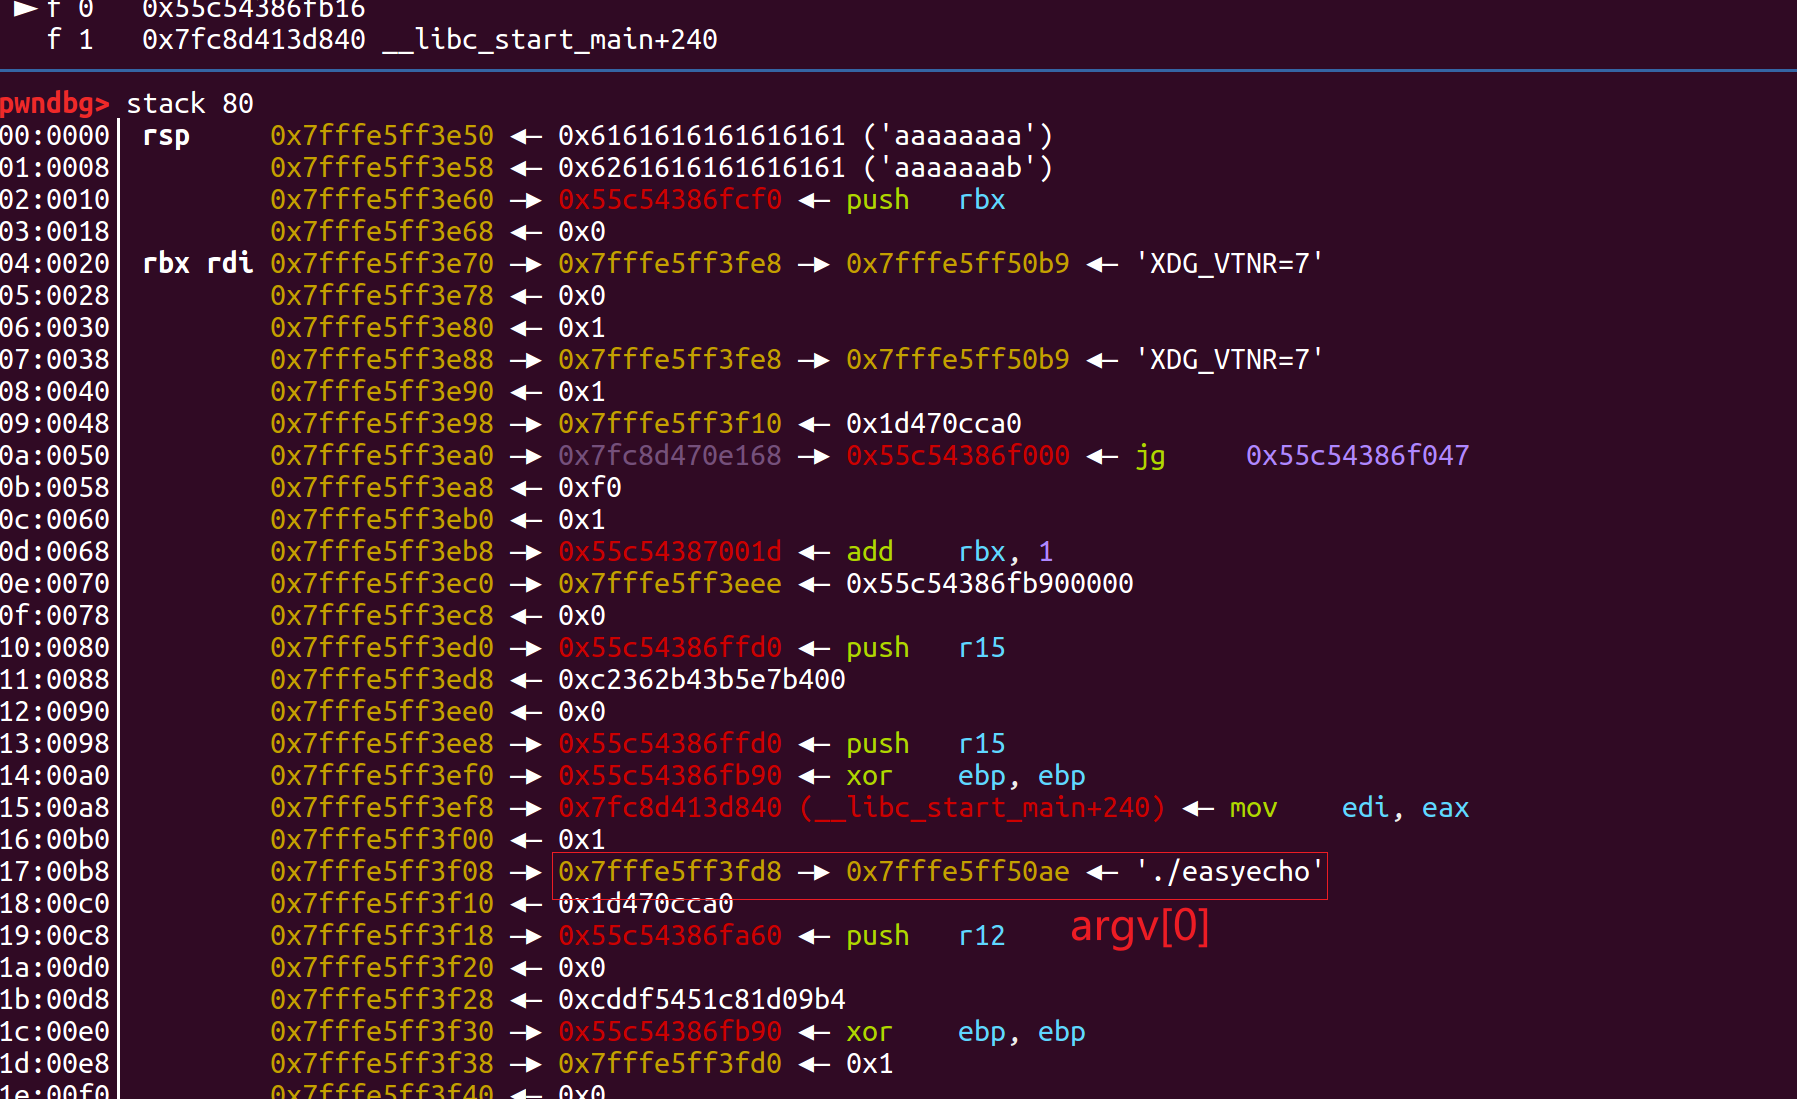 ► f 0   0x55c54386fb16
f 1   0x7fc8d413d840 __libc_start_main+240
pwndbg> stack 80
00:0000│ rsp     0x7fffe5ff3e50 ◂— 0x6161616161616161 ('aaaaaaaa')
01:0008│         0x7fffe5ff3e58 ◂— 0x6261616161616161 ('aaaaaaab')
02:0010│         0x7fffe5ff3e60 —▸ 0x55c54386fcf0 ◂— push   rbx
03:0018│         0x7fffe5ff3e68 ◂— 0x0
04:0020│ rbx rdi 0x7fffe5ff3e70 —▸ 0x7fffe5ff3fe8 —▸ 0x7fffe5ff50b9 ◂— 'XDG_VTNR=7'
05:0028│         0x7fffe5ff3e78 ◂— 0x0
06:0030│         0x7fffe5ff3e80 ◂— 0x1
07:0038│         0x7fffe5ff3e88 —▸ 0x7fffe5ff3fe8 —▸ 0x7fffe5ff50b9 ◂— 'XDG_VTNR=7'
08:0040│         0x7fffe5ff3e90 ◂— 0x1
09:0048│         0x7fffe5ff3e98 —▸ 0x7fffe5ff3f10 ◂— 0x1d470cca0
0a:0050│         0x7fffe5ff3ea0 —▸ 0x7fc8d470e168 —▸ 0x55c54386f000 ◂— jg     0x55c54386f047
0b:0058│         0x7fffe5ff3ea8 ◂— 0xf0
0c:0060│         0x7fffe5ff3eb0 ◂— 0x1
0d:0068│         0x7fffe5ff3eb8 —▸ 0x55c54387001d ◂— add    rbx, 1
0e:0070│         0x7fffe5ff3ec0 —▸ 0x7fffe5ff3eee ◂— 0x55c54386fb900000
0f:0078│         0x7fffe5ff3ec8 ◂— 0x0
10:0080│         0x7fffe5ff3ed0 —▸ 0x55c54386ffd0 ◂— push   r15
11:0088│         0x7fffe5ff3ed8 ◂— 0xc2362b43b5e7b400
12:0090│         0x7fffe5ff3ee0 ◂— 0x0
13:0098│         0x7fffe5ff3ee8 —▸ 0x55c54386ffd0 ◂— push   r15
14:00a0│         0x7fffe5ff3ef0 —▸ 0x55c54386fb90 ◂— xor    ebp, ebp
15:00a8│         0x7fffe5ff3ef8 —▸ 0x7fc8d413d840 (__libc_start_main+240) ◂— mov    edi, eax
16:00b0│         0x7fffe5ff3f00 ◂— 0x1
17:00b8│         0x7fffe5ff3f08 —▸ 0x7fffe5ff3fd8 —▸ 0x7fffe5ff50ae ◂— './easyecho'
18:00c0│         0x7fffe5ff3f10 ◂— 0x1d470cca0
argv[0]
19:00c8│         0x7fffe5ff3f18 —▸ 0x55c54386fa60 ◂— push   r12
1a:00d0│         0x7fffe5ff3f20 ◂— 0x0
1b:00d8│         0x7fffe5ff3f28 ◂— 0xcddf5451c81d09b4
1c:00e0│         0x7fffe5ff3f30 —▸ 0x55c54386fb90 ◂— xor    ebp, ebp
1d:00e8│         0x7fffe5ff3f38 —▸ 0x7fffe5ff3fd0 ◂— 0x1
1e:00f0│         0x7fffe5ff3f40 ◂— 0x0